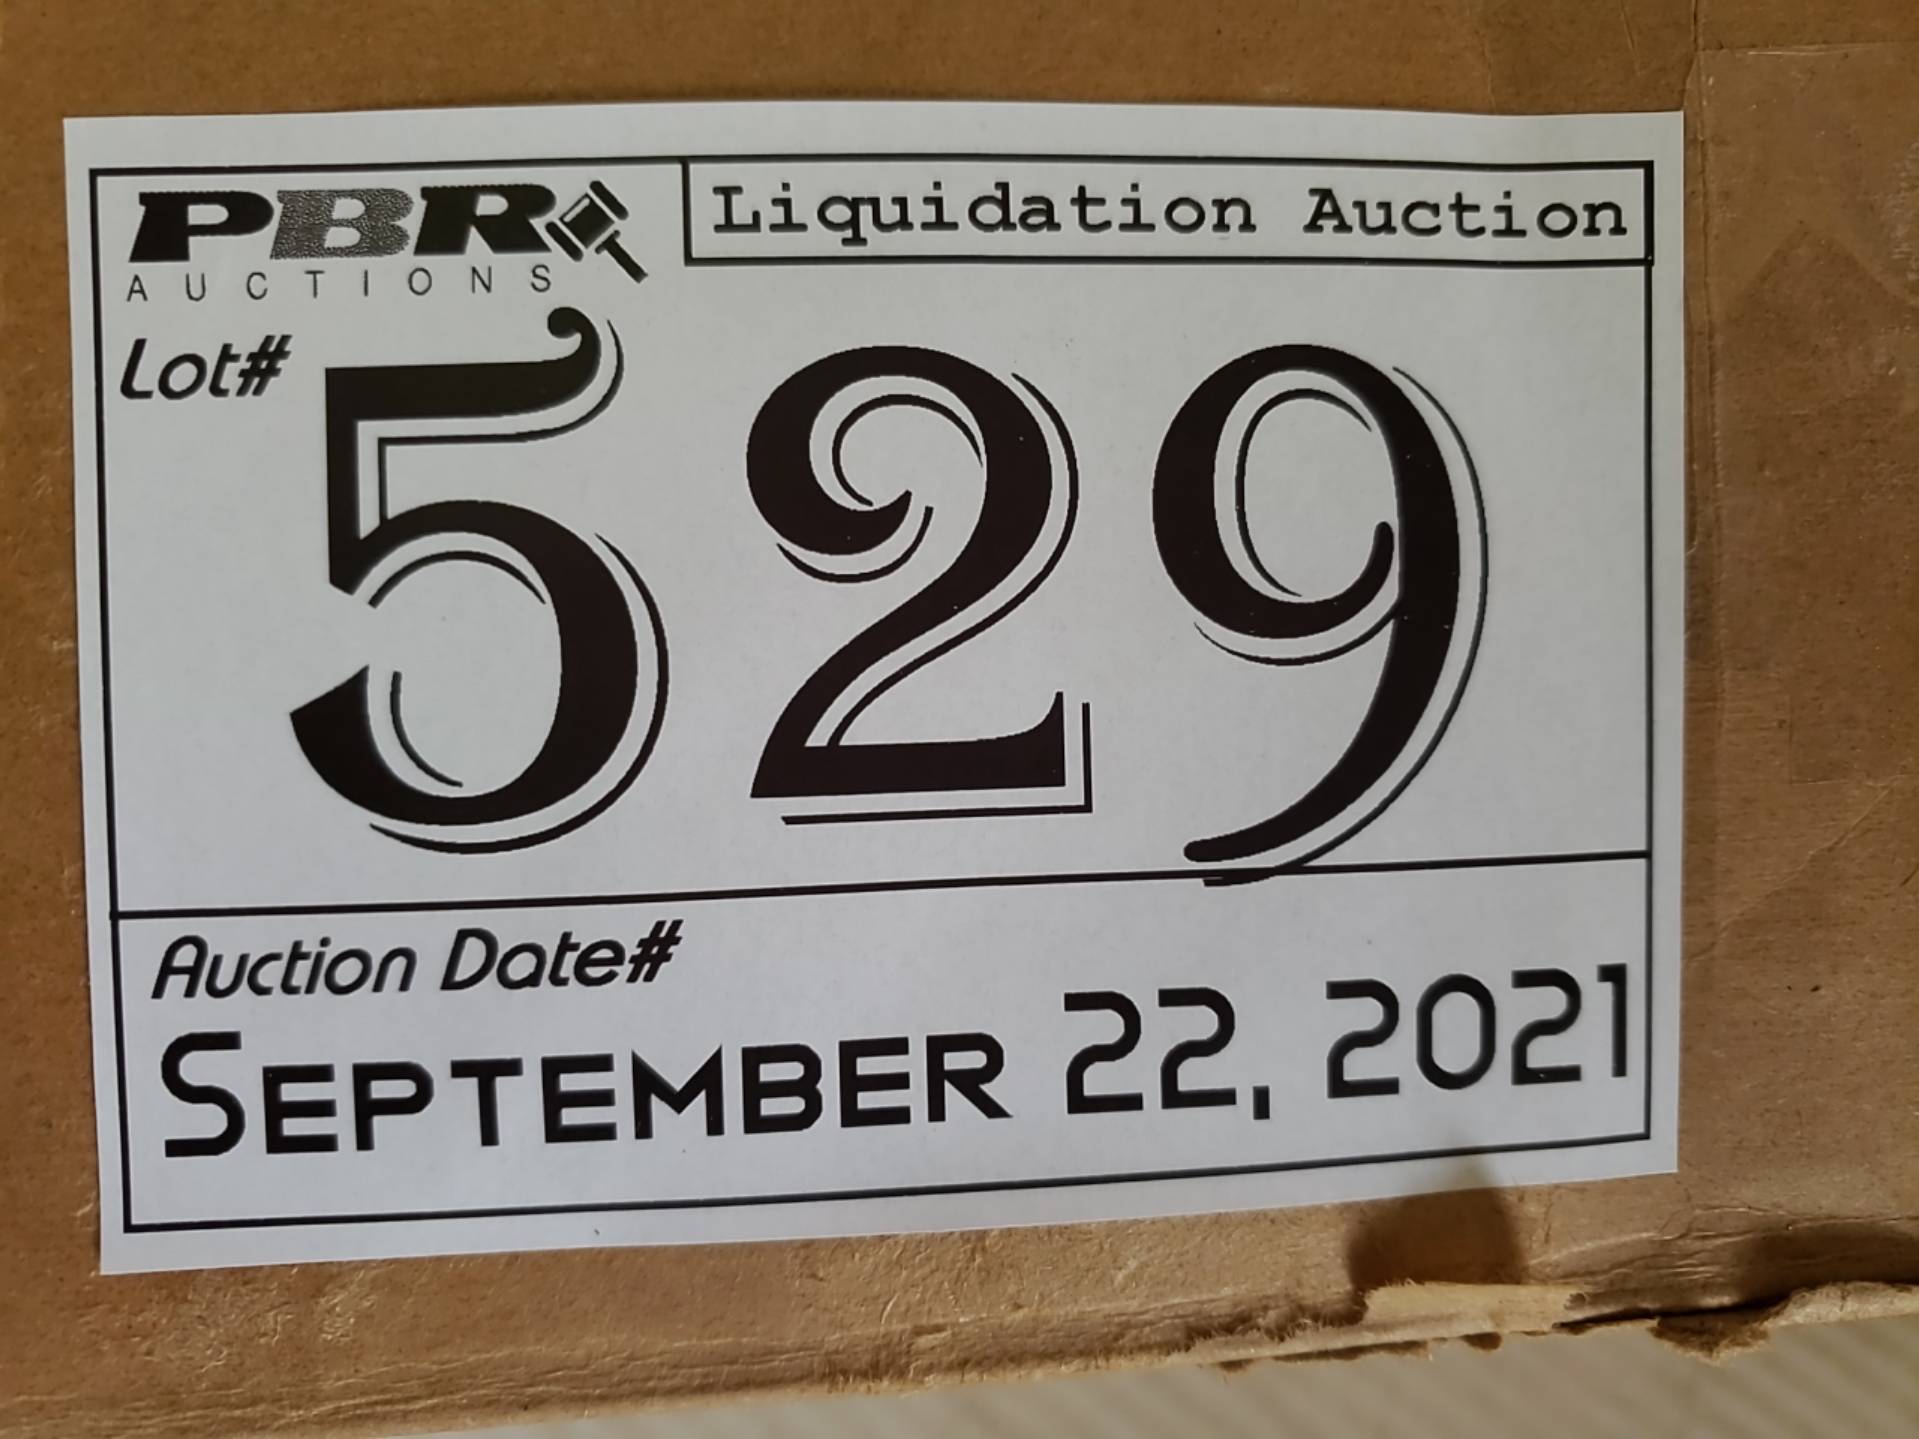 PBR
AUCTIONS
Liquidation Auction
Lot#
529
Auction Date#
SEPTEMBER 22, 2021